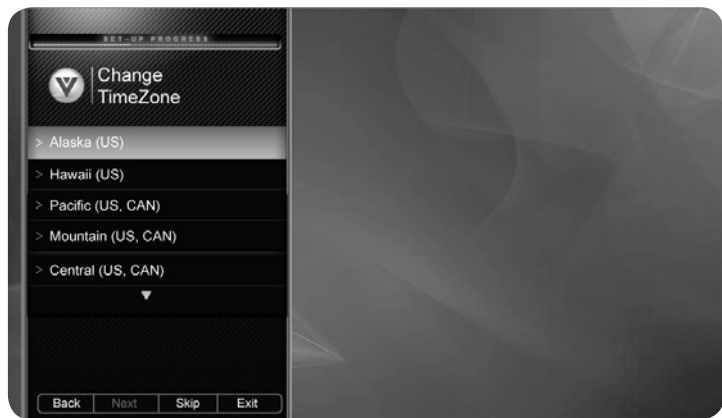 SET-UP PROGRESS
Change
TimeZone
> Alaska (US)
> Hawaii (US)
> Pacific (US, CAN)
> Mountain (US, CAN)
> Central (US, CAN)
Back Next Skip Exit